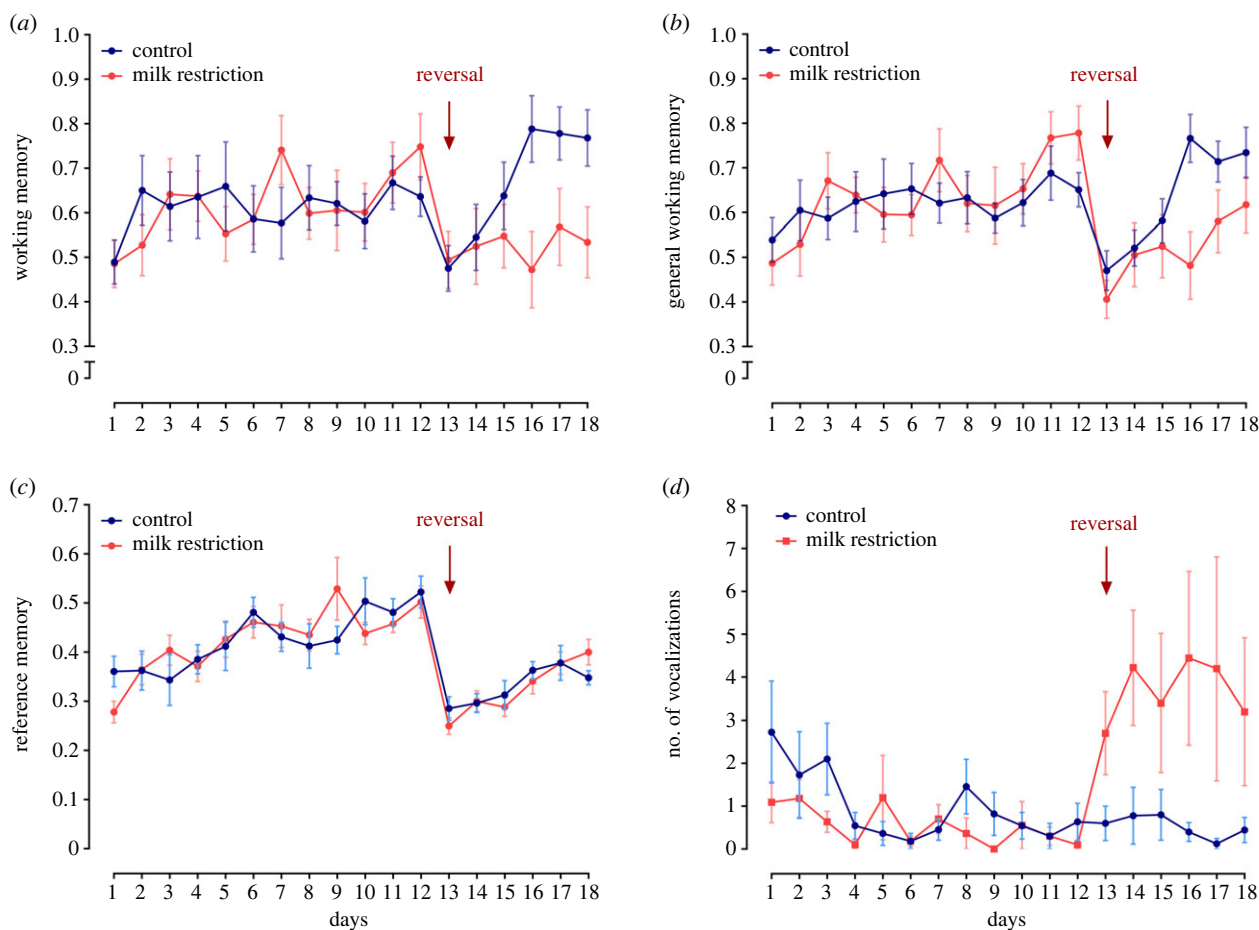 (a)
1.0
0.9
0.8
0.7
0.6
0.5
0.4
0.3
0
working memory
control
milk restriction
reversal
1 2 3 4 5 6 7 8 9 10 11 12 13 14 15 16 17 18
(b)
1.0
0.9
0.8
0.7
0.6
0.5
0.4
0.3
0
general working memory
control
milk restriction
reversal
1 2 3 4 5 6 7 8 9 10 11 12 13 14 15 16 17 18
(c)
0.7
0.6
0.5
0.4
0.3
0.2
0.1
0
reference memory
control
milk restriction
reversal
1 2 3 4 5 6 7 8 9 10 11 12 13 14 15 16 17 18
days
(d)
8
7
6
5
4
3
2
1
0
no. of vocalizations
control
milk restriction
reversal
1 2 3 4 5 6 7 8 9 10 11 12 13 14 15 16 17 18
days